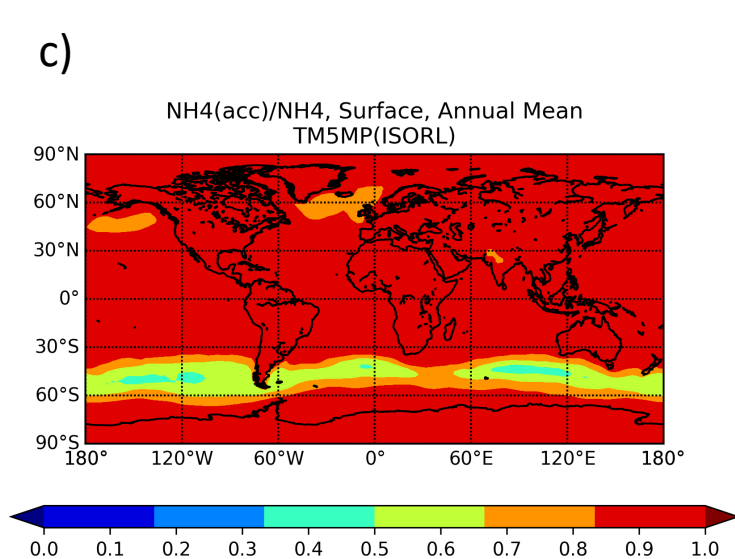 c)
NH4(acc)/NH4, Surface, Annual Mean
TM5MP(ISORL)
90°N
60°N
30°N
0°
30°S
60°S
90°S
180° 120°W 60°W 0° 60°E 120°E 180°
0.0 0.1 0.2 0.3 0.4 0.5 0.6 0.7 0.8 0.9 1.0